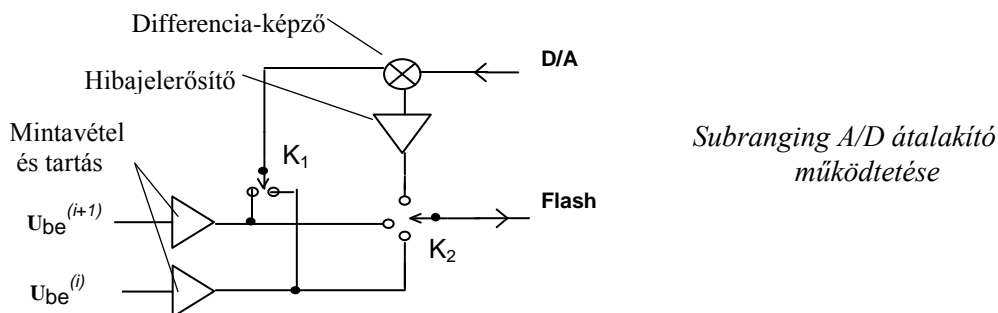 Differencia-képző
D/A
Hibajelerősítő
Mintavétel
és tartás
K1
Subranging A/D átalakító
működtetése
Flash
Ube(i+1)
K2
Ube(i)